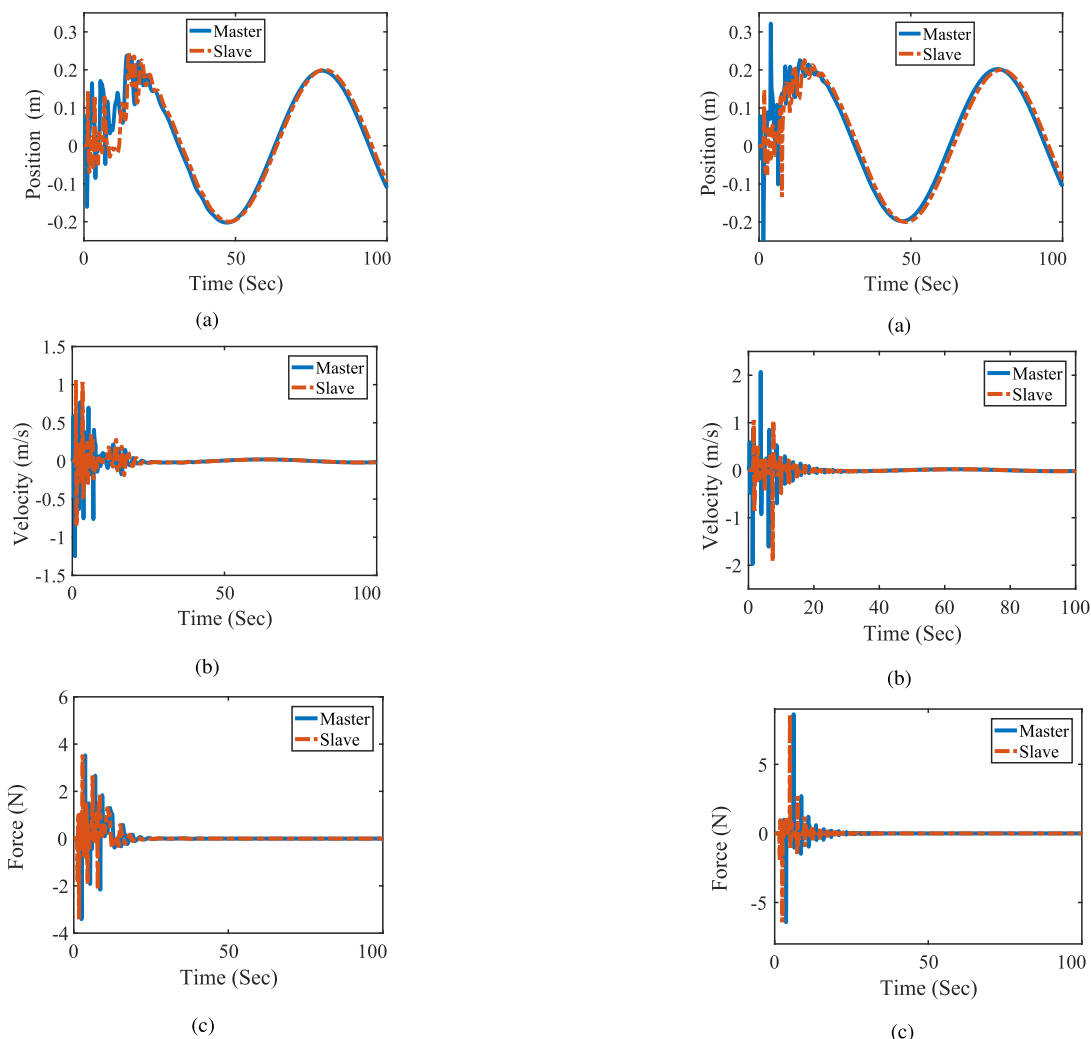 0.3
0.2
0.1
0
-0.1
-0.2
Position (m)
Master
Slave
0
50
100
Time (Sec)
(a)
1.5
1
0.5
0
-0.5
-1
-1.5
Velocity (m/s)
Master
Slave
0
50
100
Time (Sec)
(b)
6
4
2
0
-2
-4
Force (N)
Master
Slave
0
50
100
Time (Sec)
(c)
0.3
0.2
0.1
0
-0.1
-0.2
Position (m)
Master
Slave
0
50
100
Time (Sec)
(a)
2
1
0
-1
-2
Velocity (m/s)
Master
Slave
0
20
40
60
80
100
Time (Sec)
(b)
5
0
-5
Force (N)
Master
Slave
0
50
100
Time (Sec)
(c)